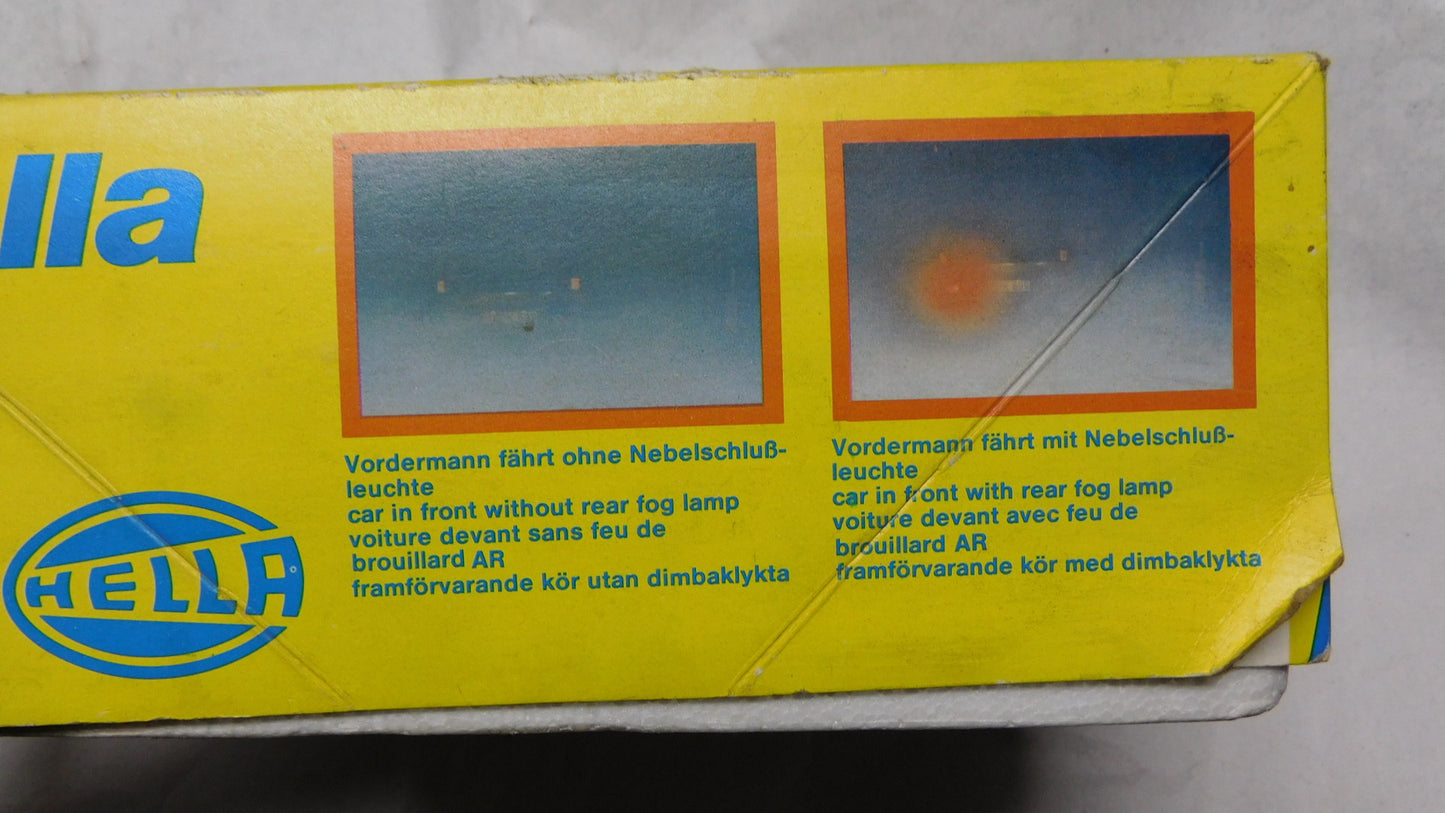 lla
HELLA
Vordermann fährt ohne Nebelschluß-
leuchte
car in front without rear fog lamp
voiture devant sans feu de
brouillard AR
framförvarande kör utan dimbaklykta
Vordermann fährt mit Nebelschluß-
leuchte
car in front with rear fog lamp
voiture devant avec feu de
brouillard AR
framförvarande kör med dimbaklykta